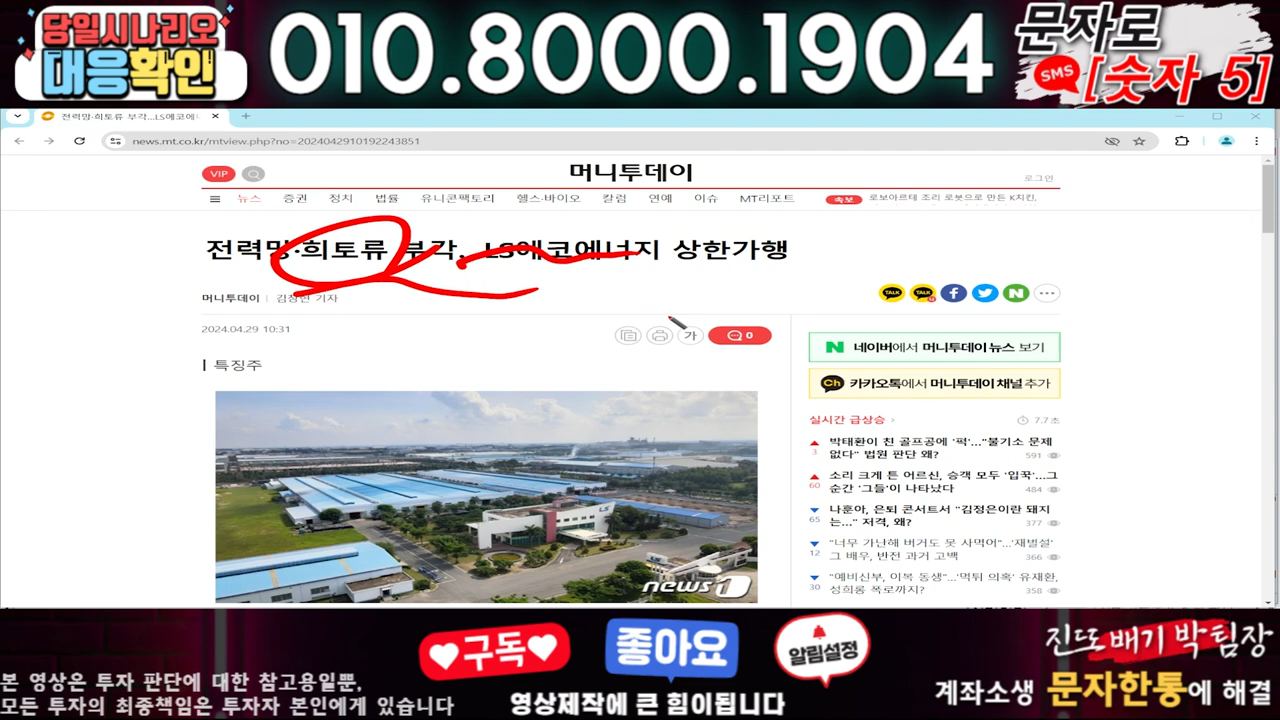 당일시나리오
대응확인
010.8000.1904
문자로
SMS [숫자 5]
전력망·희토류 부각...LS에코에너
news.mt.co.kr/mtview.php?no=2024042910192243851
VIP
머니투데이
로그인
뉴스 증권 정치 법률 유니콘팩토리 헬스·바이오 칼럼 연예 이슈 MT리포트
속보 로보아르테 조리 로봇으로 만든 K치킨,
전력망·희토류 부각, LS에코에너지 상한가행
머니투데이 | 김창현 기자
TALK TALK
2024.04.29 10:31
가 0
특징주
news1
N 네이버에서 머니투데이 뉴스 보기
Ch 카카오톡에서 머니투데이 채널 추가
실시간 급상승 › 7.7초
3 박태환이 친 골프공에 '퍽'..."불기소 문제
없다" 법원 판단 왜? 591
60 소리 크게 튼 어르신, 승객 모두 '입꾹'...그
순간 '그들'이 나타났다 484
65 나훈아, 은퇴 콘서트서 "김정은이란 돼지
는..." 저격, 왜? 377
12 "너무 가난해 버거도 못 사먹어"...'재벌설'
그 배우, 반전 과거 고백 366
30 "예비신부, 이복 동생"...'먹튀 의혹' 유재환,
성희롱 폭로까지? 358
구독
좋아요
알림설정
영상제작에 큰 힘이됩니다
본 영상은 투자 판단에 대한 참고용일뿐,
모든 투자의 최종책임은 투자자 본인에게 있습니다
진또배기 박팀장
계좌소생 문자한통에 해결